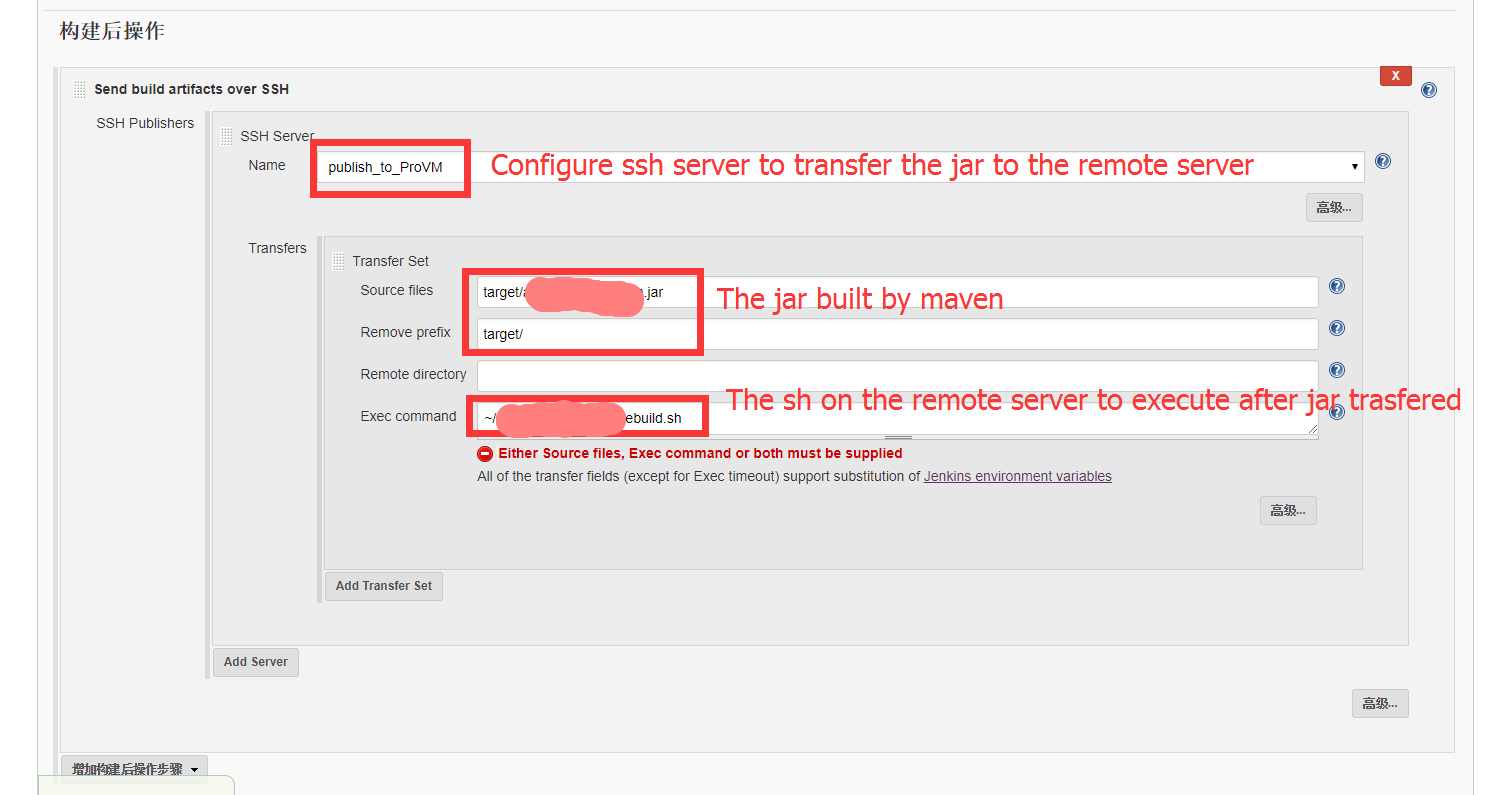 构建后操作
X
Send build artifacts over SSH
SSH Publishers
SSH Server
Name
publish_to_ProVM
Configure ssh server to transfer the jar to the remote server
高级...
Transfers
Transfer Set
Source files
target/ .jar
The jar built by maven
Remove prefix
target/
Remote directory
The sh on the remote server to execute after jar trasfered
Exec command
~/ ebuild.sh
Either Source files, Exec command or both must be supplied
All of the transfer fields (except for Exec timeout) support substitution of Jenkins environment variables
高级...
Add Transfer Set
Add Server
高级...
增加构建后操作步骤